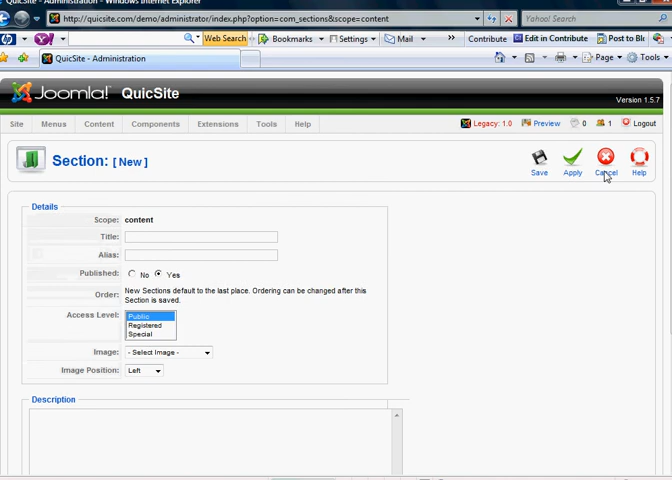 QuicSite - Administration - Windows Internet Explorer
http://quicsite.com/demo/administrator/index.php?option=com_sections&scope=content
Yahoo! Search
Y! Web Search Bookmarks Settings Mail » Contribute Edit in Contribute Post to Bl
QuicSite - Administration
Page Tools
Joomla! QuicSite
Version 1.5.7
Site Menus Content Components Extensions Tools Help
Legacy: 1.0 Preview 0 1 Logout
Section: [ New ]
Save Apply Cancel Help
Details
Scope: content
Title:
Alias:
Published: No Yes
Order: New Sections default to the last place. Ordering can be changed after this
Section is saved.
Access Level: Public
Registered
Special
Image: - Select Image -
Image Position: Left
Description